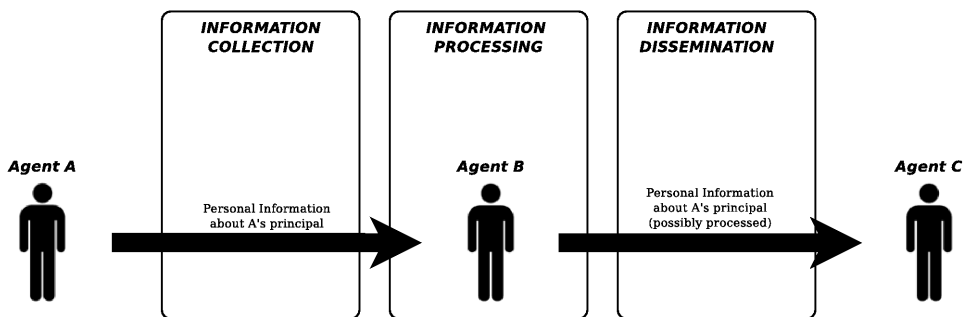 INFORMATION
COLLECTION
INFORMATION
PROCESSING
INFORMATION
DISSEMINATION
Agent A
Personal Information
about A's principal
Agent B
Personal Information
about A's principal
(possibly processed)
Agent C